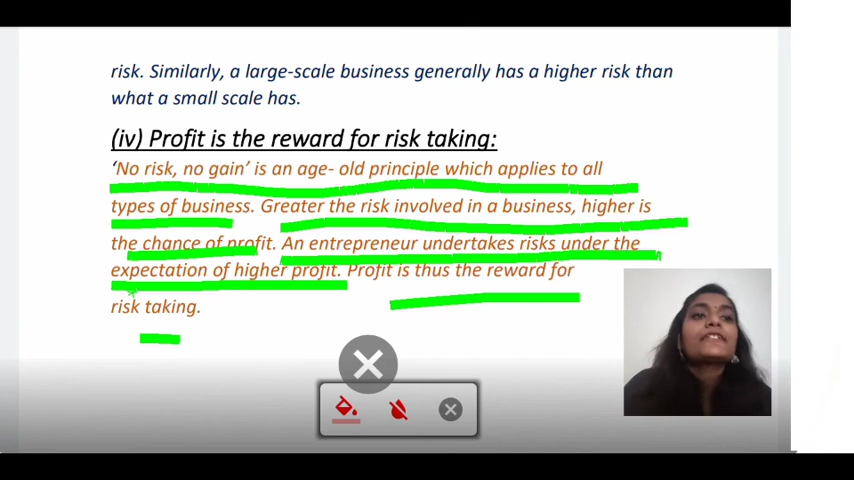 risk. Similarly, a large-scale business generally has a higher risk than
what a small scale has.
(iv) Profit is the reward for risk taking:
‘No risk, no gain’ is an age- old principle which applies to all
types of business. Greater the risk involved in a business, higher is
the chance of profit. An entrepreneur undertakes risks under the
expectation of higher profit. Profit is thus the reward for
risk taking.